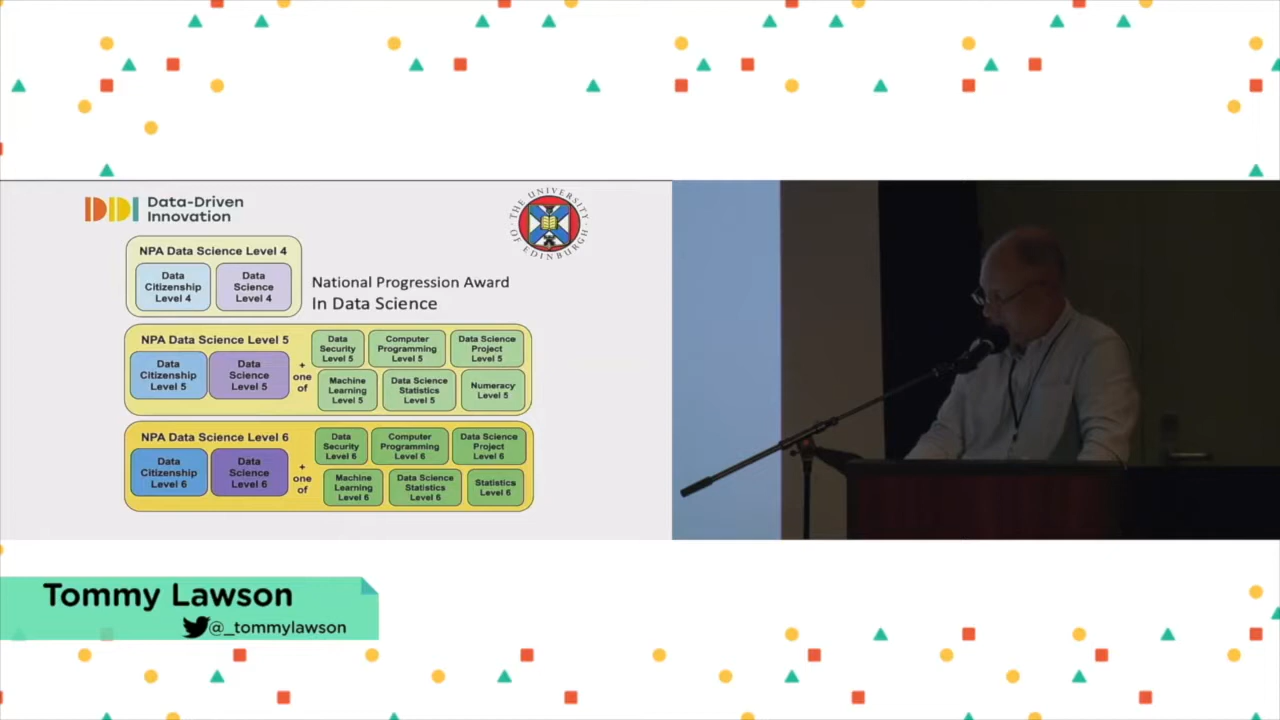 DDI
Data-Driven
Innovation
THE UNIVERSITY
OF EDINBURGH
NPA Data Science Level 4
Data
Citizenship
Level 4
Data
Science
Level 4
National Progression Award
In Data Science
NPA Data Science Level 5
Data
Citizenship
Level 5
Data
Science
Level 5
+
one
of
Data
Security
Level 5
Computer
Programming
Level 5
Data Science
Project
Level 5
Machine
Learning
Level 5
Data Science
Statistics
Level 5
Numeracy
Level 5
NPA Data Science Level 6
Data
Citizenship
Level 6
Data
Science
Level 6
+
one
of
Data
Security
Level 6
Computer
Programming
Level 6
Data Science
Project
Level 6
Machine
Learning
Level 6
Data Science
Statistics
Level 6
Statistics
Level 6
Tommy Lawson
@_tommylawson